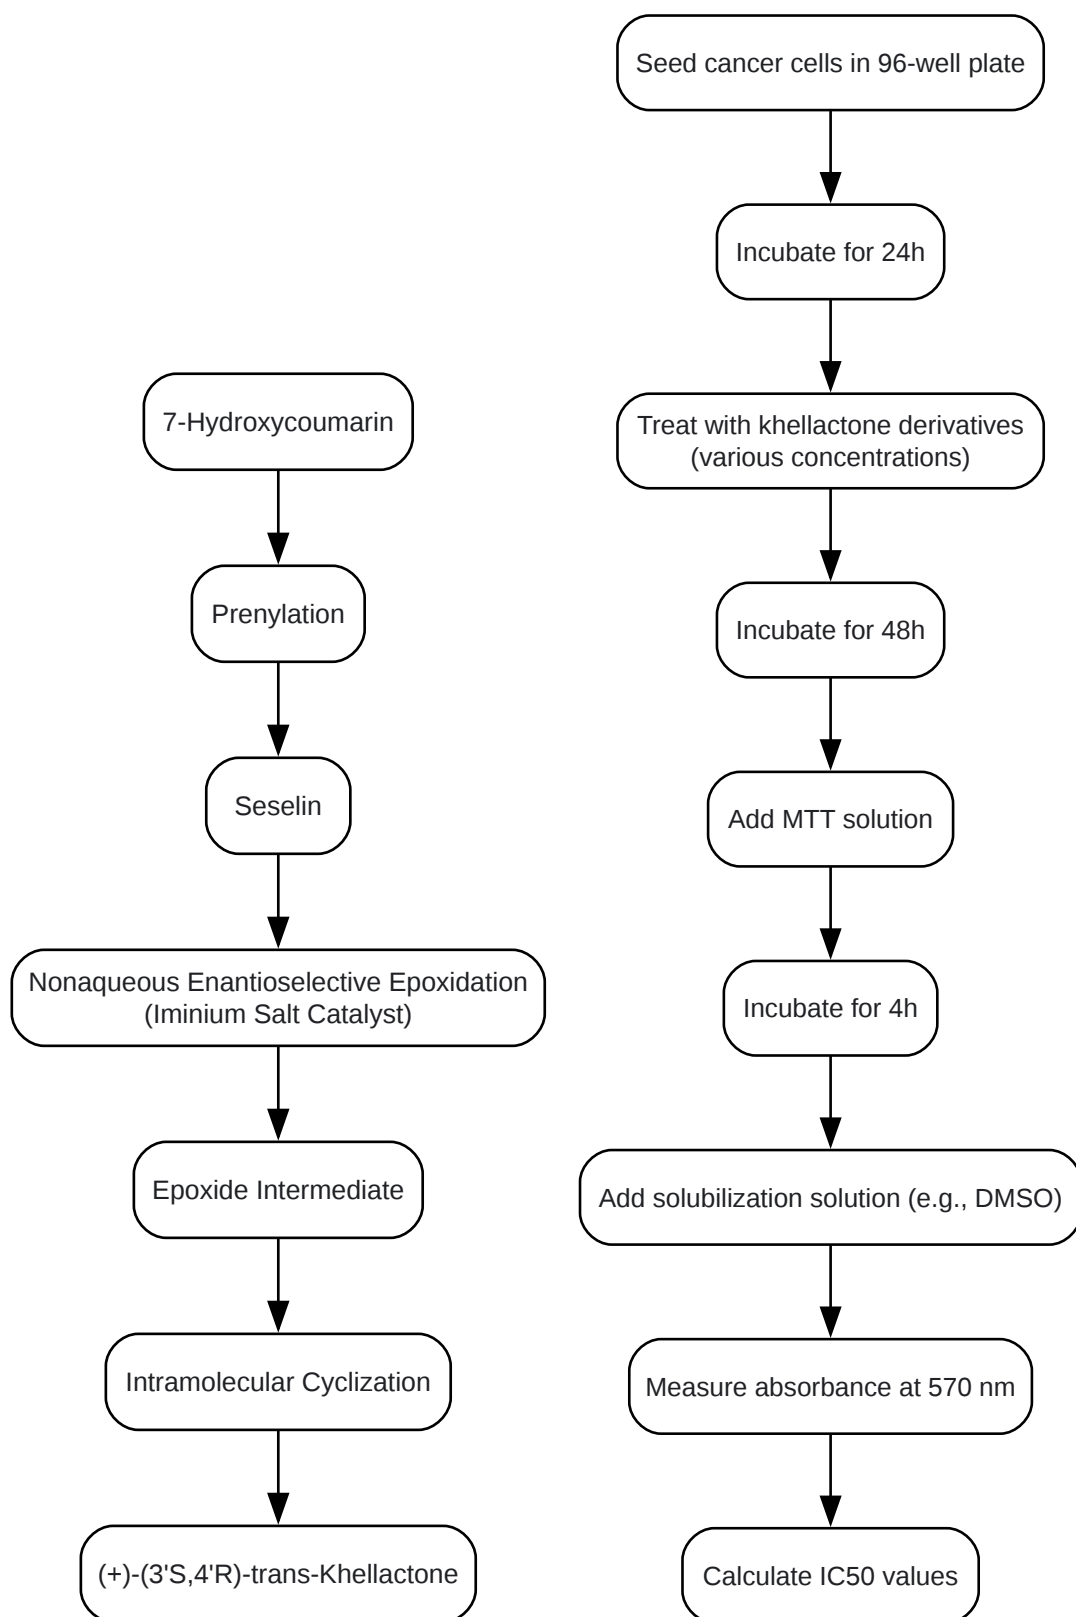 7-Hydroxycoumarin
Prenylation
Seselin
Nonaqueous Enantioselective Epoxidation
(Iminium Salt Catalyst)
Epoxide Intermediate
Intramolecular Cyclization
(+)-(3'S,4'R)-trans-Khellactone
Seed cancer cells in 96-well plate
Incubate for 24h
Treat with khellactone derivatives
(various concentrations)
Incubate for 48h
Add MTT solution
Incubate for 4h
Add solubilization solution (e.g., DMSO)
Measure absorbance at 570 nm
Calculate IC50 values